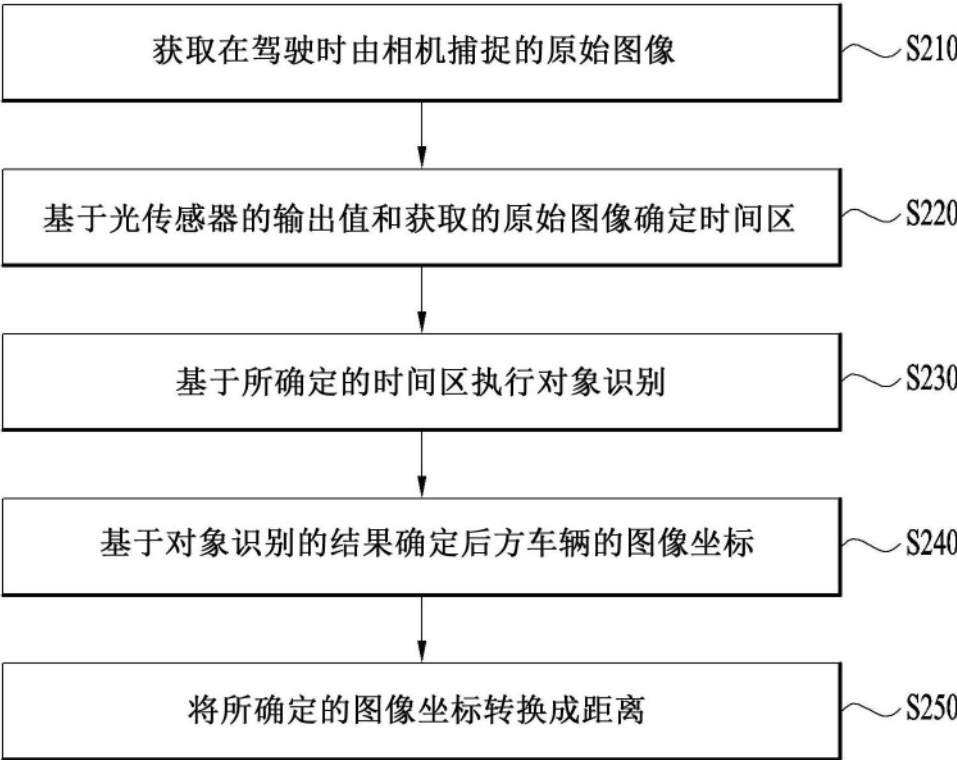 获取在驾驶时由相机捕捉的原始图像 S210
基于光传感器的输出值和获取的原始图像确定时间区 S220
基于所确定的时间区执行对象识别 S230
基于对象识别的结果确定后方车辆的图像坐标 S240
将所确定的图像坐标转换成距离 S250